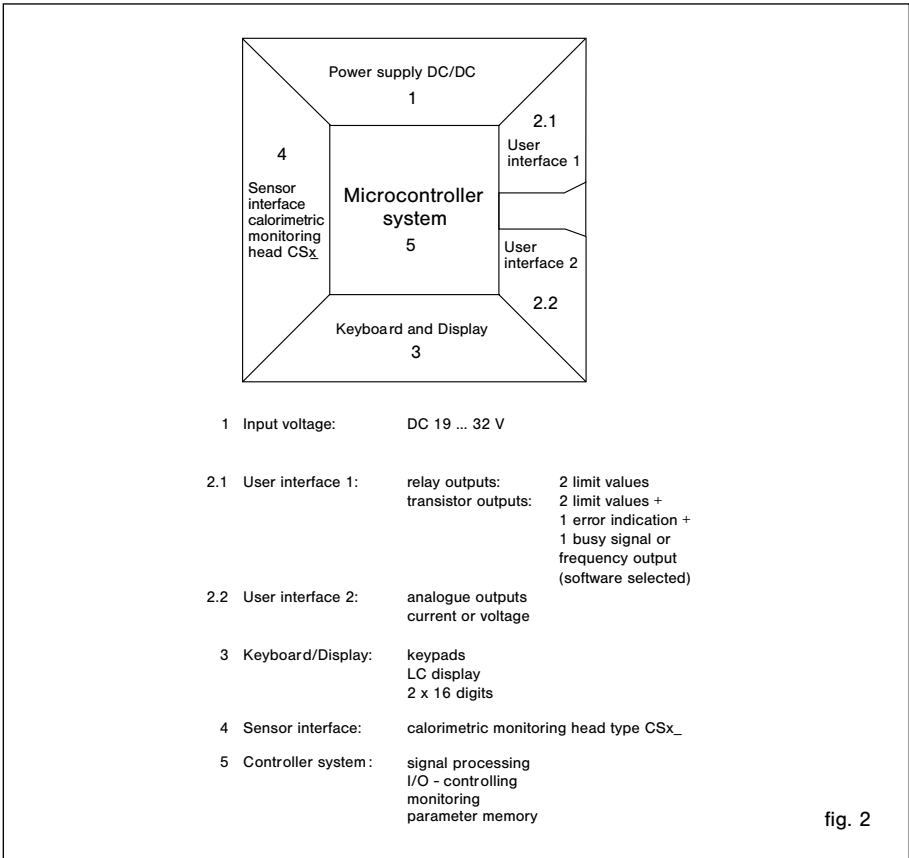 Power supply DC/DC
1
2.1
User
interface 1
4
Sensor
interface
calorimetric
monitoring
head CSx_
Microcontroller
system
5
User
interface 2
2.2
Keyboard and Display
3
1 Input voltage: DC 19 ... 32 V
2.1 User interface 1: relay outputs: 2 limit values
transistor outputs: 2 limit values +
1 error indication +
1 busy signal or
frequency output
(software selected)
2.2 User interface 2: analogue outputs
current or voltage
3 Keyboard/Display: keypads
LC display
2 x 16 digits
4 Sensor interface: calorimetric monitoring head type CSx_
5 Controller system: signal processing
I/O - controlling
monitoring
parameter memory
fig. 2